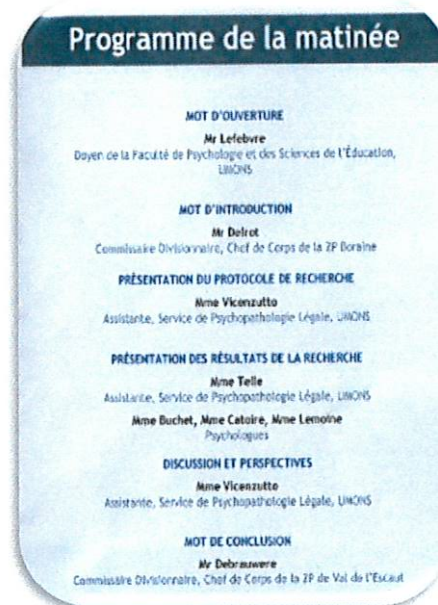 Programme de la matinée
MOT D'OUVERTURE
Mr Lefebvre
Doyen de la Faculté de Psychologie et des Sciences de l'Éducation,
UMONS
MOT D'INTRODUCTION
Mr Delrot
Commissaire Divisionnaire, Chef de Corps de la ZP Boraine
PRÉSENTATION DU PROTOCOLE DE RECHERCHE
Mme Vicenzutto
Assistante, Service de Psychopathologie Légale, UMONS
PRÉSENTATION DES RÉSULTATS DE LA RECHERCHE
Mme Telle
Assistante, Service de Psychopathologie Légale, UMONS
Mme Buchet, Mme Catoire, Mme Lemoine
Psychologues
DISCUSSION ET PERSPECTIVES
Mme Vicenzutto
Assistante, Service de Psychopathologie Légale, UMONS
MOT DE CONCLUSION
Mr Debrauwere
Commissaire Divisionnaire, Chef de Corps de la ZP de Val de l'Escaut